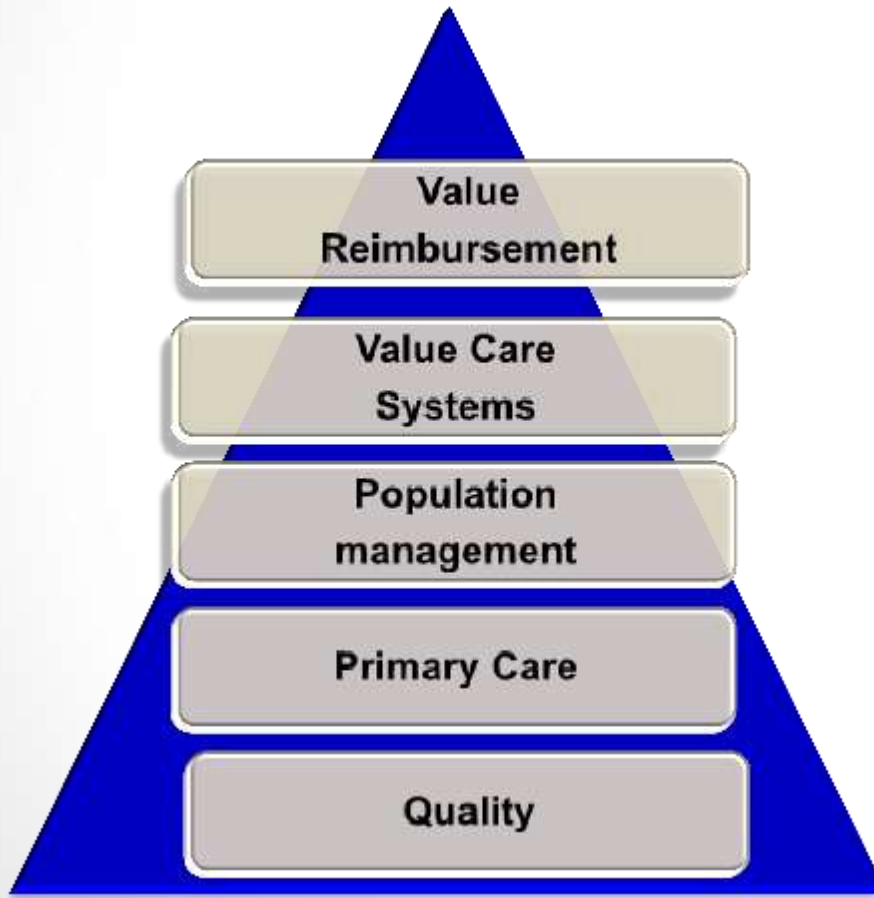 Value
Reimbursement
Value Care
Systems
Population
management
Primary Care
Quality